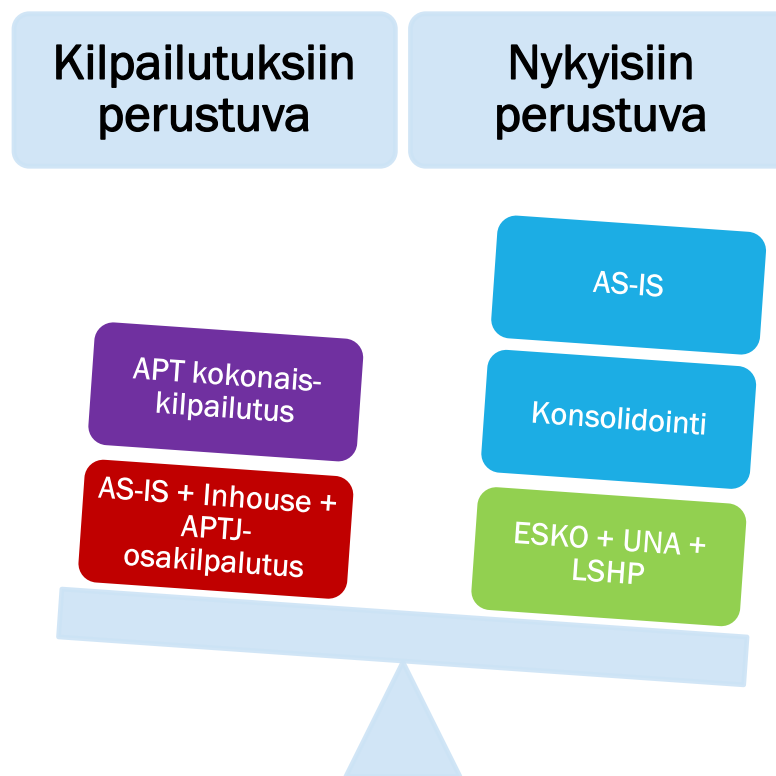 Kilpailutuksiin
perustuva
Nykyisiin
perustuva
APT kokonais-
kilpailutus
AS-IS + Inhouse +
APTJ-
osakilpalutus
AS-IS
Konsolidointi
ESKO + UNA +
LSHP